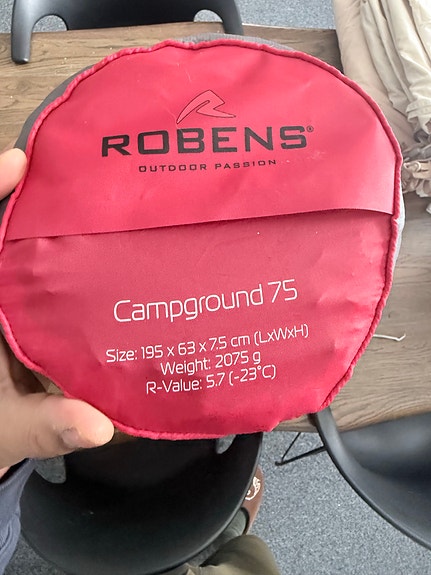 ROBENS®
OUTDOOR PASSION
Campground 75
Size: 195 x 63 x 7.5 cm (LxWxH)
Weight: 2075 g
R-Value: 5.7 (-23°C)